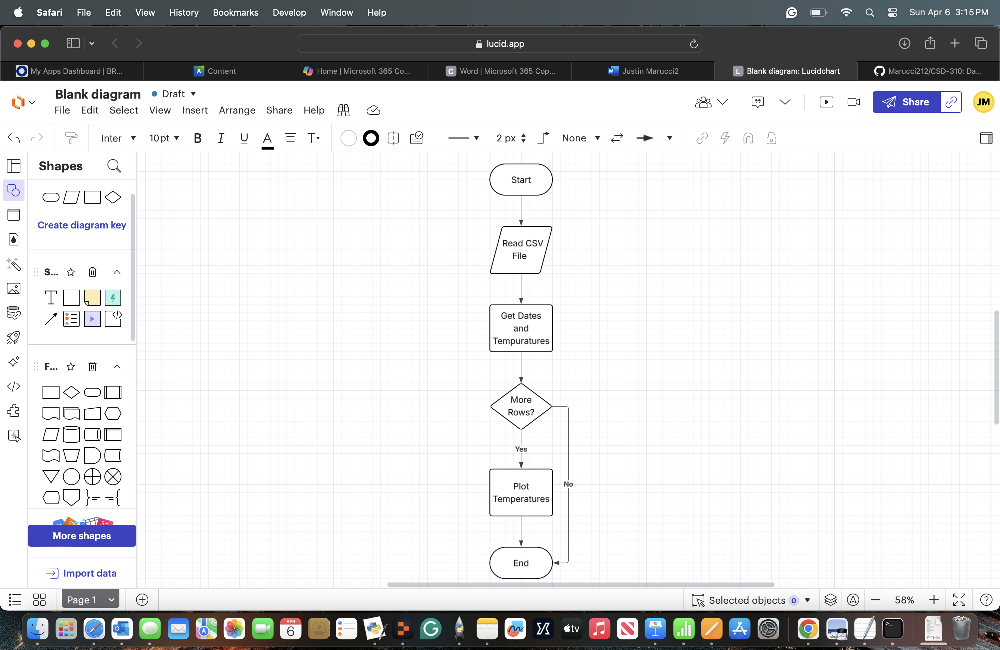 Safari File Edit View History Bookmarks Develop Window Help Sun Apr 6 3:15 PM
lucid.app
My Apps Dashboard | BR... Content Home | Microsoft 365 Co... C Word | Microsoft 365 Cop... W Justin Marucci2 L Blank diagram: Lucidchart Marucci212/CSD-310: Da...
Blank diagram Draft
File Edit Select View Insert Arrange Share Help
Share JM
Inter 10 pt B I U A T 2 px None
Shapes
Create diagram key
S...
T
F...
More shapes
Import data
Start
Read CSV
File
Get Dates
and
Tempuratures
More
Rows?
Yes
No
Plot
Temperatures
End
Page 1 Selected objects 0 58%
APR
6
tv
PYTHON